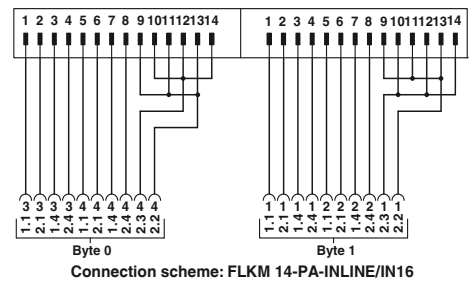 1 2 3 4 5 6 7 8 9 10 11 12 13 14
1 2 3 4 5 6 7 8 9 10 11 12 13 14
3 3 3 3 4 4 4 4 4 4
1.1 2.1 1.4 2.4 1.1 2.1 1.4 2.4 2.3 2.2
1 1 1 1 2 2 2 2 1 1
1.1 2.1 1.4 2.4 1.1 2.1 1.4 2.4 2.3 2.2
Byte 0
Byte 1
Connection scheme: FLKM 14-PA-INLINE/IN16